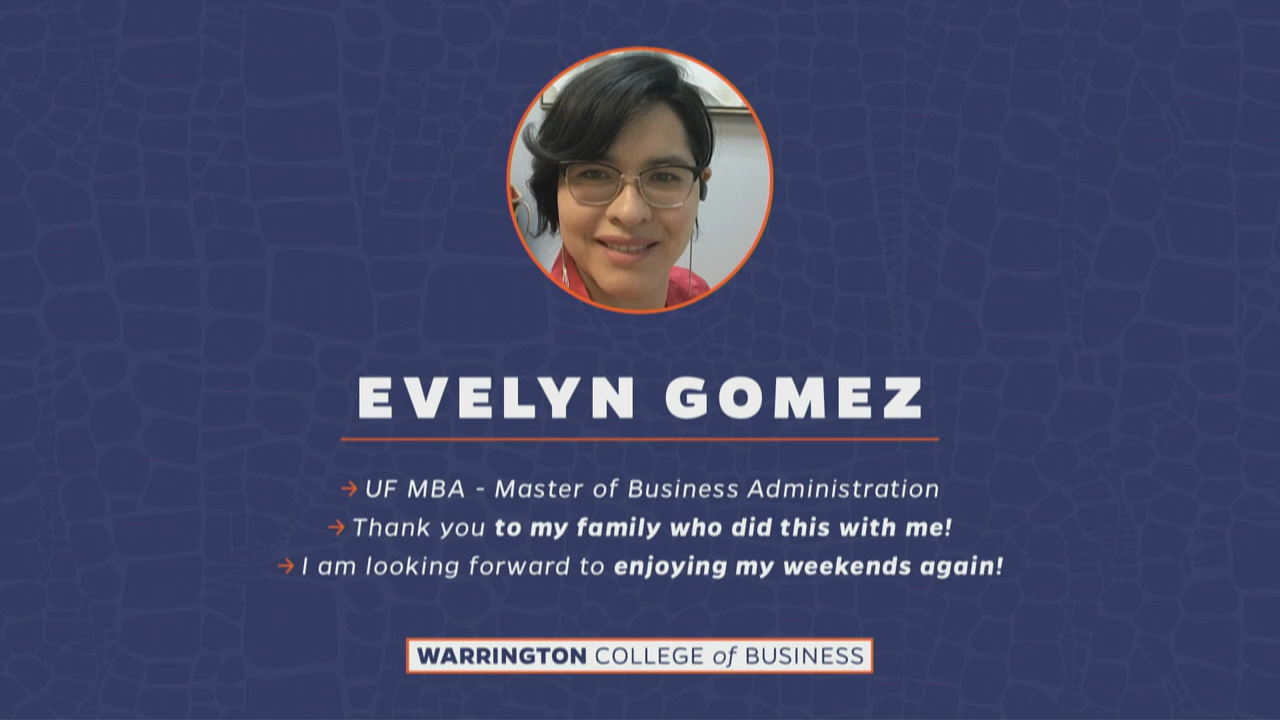 EVELYN GOMEZ
→ UF MBA - Master of Business Administration
→ Thank you to my family who did this with me!
→ I am looking forward to enjoying my weekends again!
WARRINGTON COLLEGE of BUSINESS